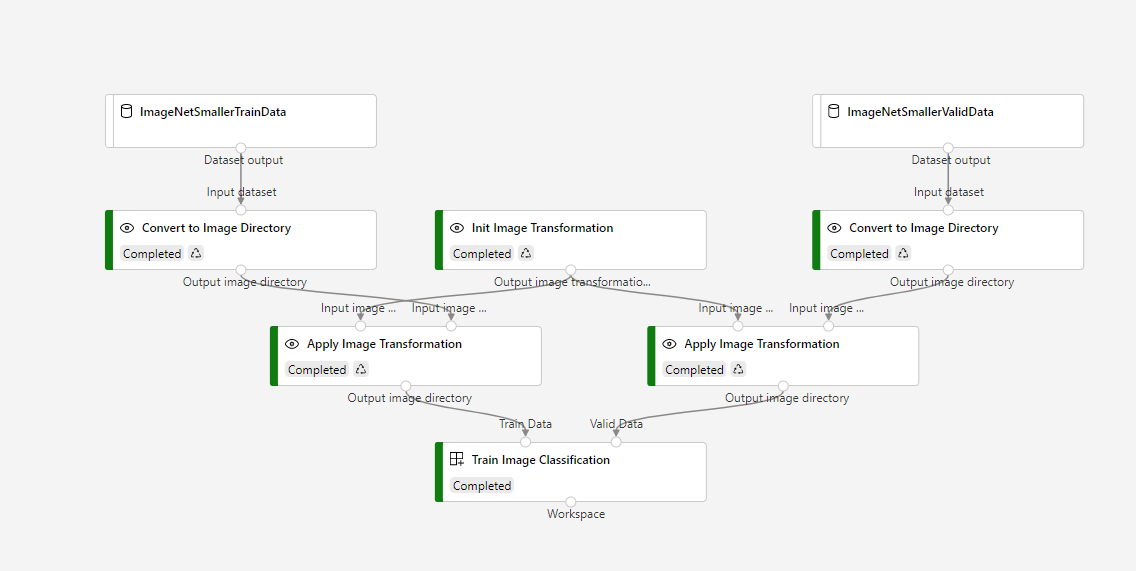 ImageNetSmallerTrainData
ImageNetSmallerValidData
Dataset output
Dataset output
Input dataset
Input dataset
Convert to Image Directory
Completed
Init Image Transformation
Completed
Convert to Image Directory
Completed
Output image directory
Output image transformatio...
Output image directory
Input image ...
Input image ...
Input image ...
Input image ...
Apply Image Transformation
Completed
Apply Image Transformation
Completed
Output image directory
Output image directory
Train Data
Valid Data
Train Image Classification
Completed
Workspace